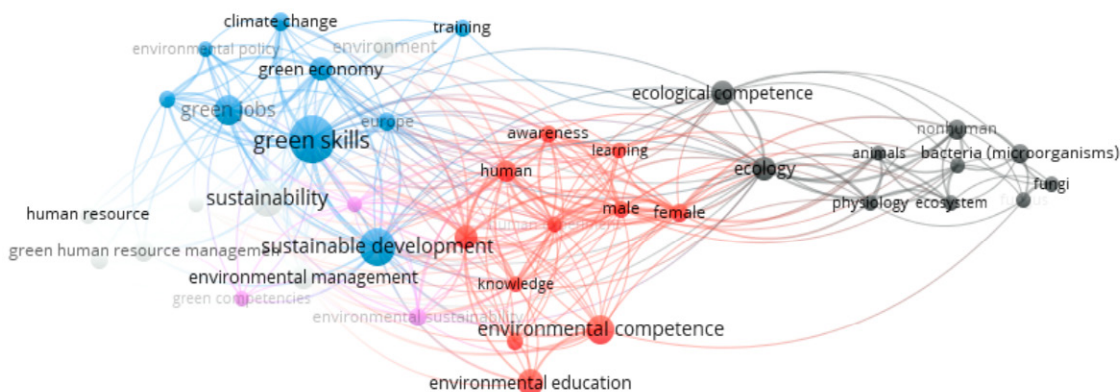 climate change
training
environmental policy
environment
green economy
ecological competence
green jobs
europe
green skills
awareness
nonhuman
learning
animals
bacteria (microorganisms)
human
ecology
fungi
sustainability
physiology
ecosystem
human resource
male
female
sustainable development
green human resource managemen
environmental management
knowledge
green competencies
environmental sustainability
environmental competence
environmental education